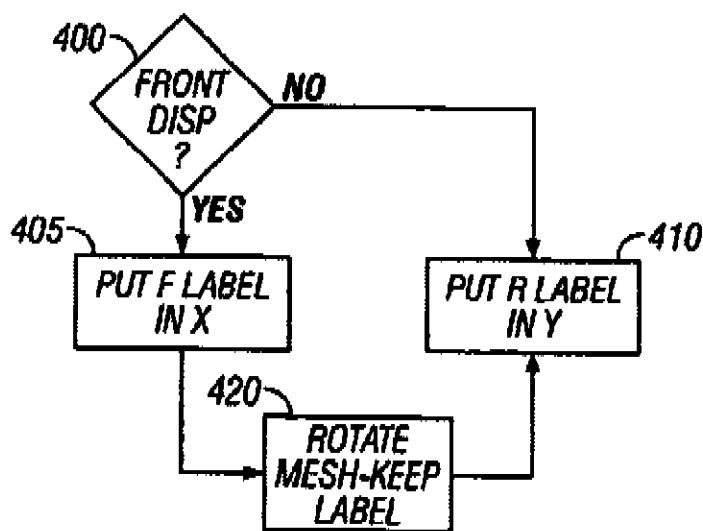 400
FRONT
DISP
?
NO
YES
405
PUT F LABEL
IN X
410
PUT R LABEL
IN Y
420
ROTATE
MESH-KEEP
LABEL